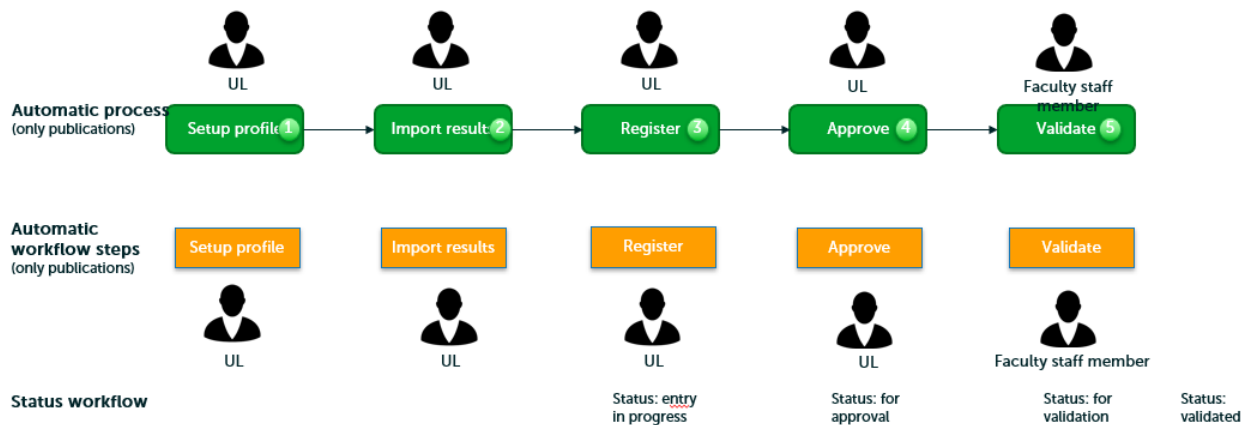 UL UL UL UL Faculty staff
member
Automatic process
(only publications)
Setup profile 1 Import results 2 Register 3 Approve 4 Validate 5
Automatic
workflow steps
(only publications)
Setup profile Import results Register Approve Validate
UL UL UL UL Faculty staff member
Status workflow
Status: entry Status: for Status: for Status:
in progress approval validation validated